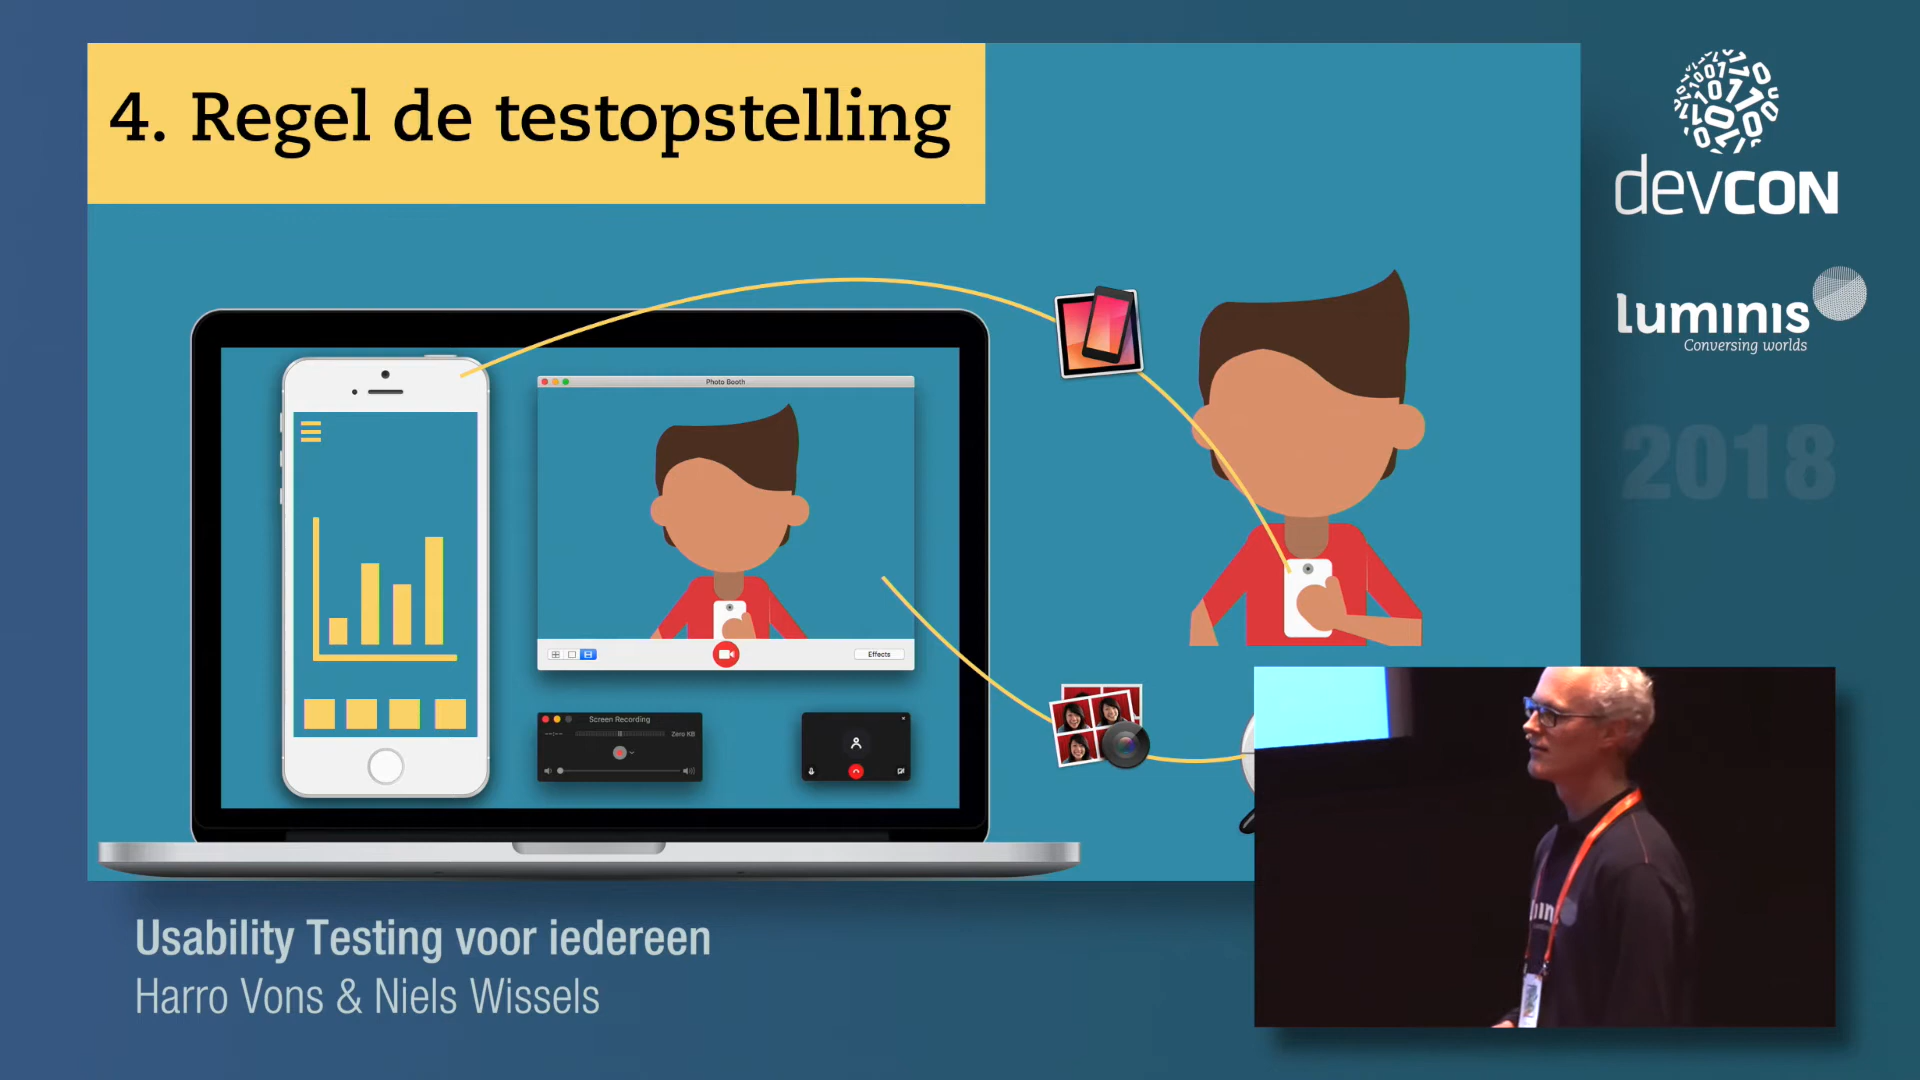 4. Regel de testopstelling
devCON
luminis
Conversing worlds
2018
Photo Booth
Effects
Screen Recording
--:--
Zero KB
Usability Testing voor iedereen
Harro Vons & Niels Wissels